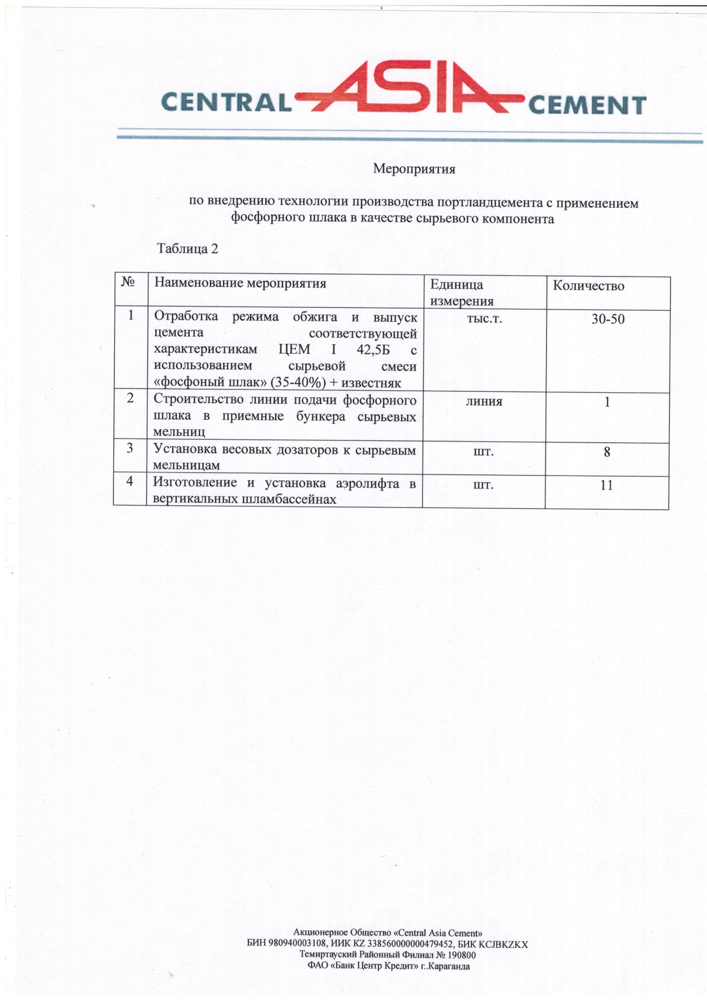 CENTRAL ASIA CEMENT
Мероприятия
по внедрению технологии производства портландцемента с применением
фосфорного шлака в качестве сырьевого компонента
Таблица 2
№ Наименование мероприятия Единица измерения Количество
1 Отработка режима обжига и выпуск тыс.т. 30-50
цемента соответствующей
характеристикам ЦЕМ I 42,5Б с
использованием сырьевой смеси
«фосфоный шлак» (35-40%) + известняк
2 Строительство линии подачи фосфорного линия 1
шлака в приемные бункера сырьевых
мельниц
3 Установка весовых дозаторов к сырьевым шт. 8
мельницам
4 Изготовление и установка аэролифта в шт. 11
вертикальных шламбассейнах
Акционерное Общество «Central Asia Cement»
БИН 980940003108, ИИК KZ 338560000000479452, БИК KCJBKZKX
Темиртауский Районный Филиал № 190800
ФАО «Банк Центр Кредит» г..Караганда